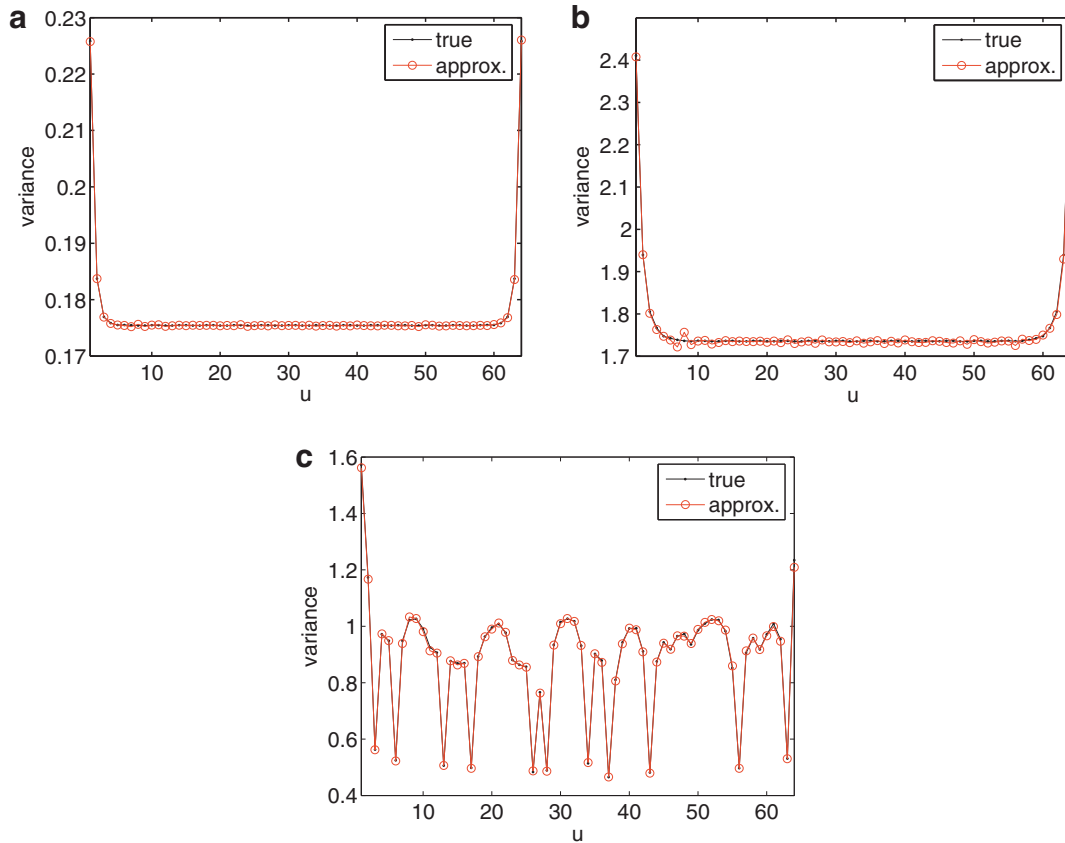 a
0.23
0.22
0.21
0.2
0.19
0.18
0.17
variance
10
20
30
40
50
60
u
true
approx.
b
2.4
2.3
2.2
2.1
2
1.9
1.8
1.7
variance
10
20
30
40
50
60
u
true
approx.
c
1.6
1.4
1.2
1
0.8
0.6
0.4
variance
10
20
30
40
50
60
u
true
approx.